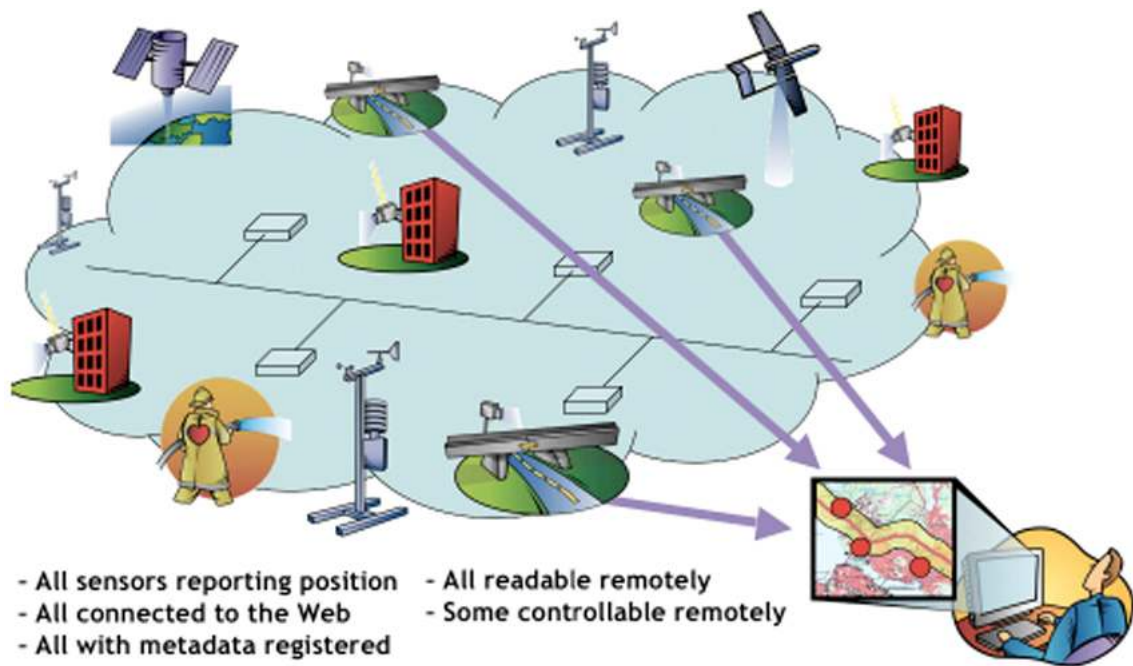 - All sensors reporting position
- All connected to the Web
- All with metadata registered
- All readable remotely
- Some controllable remotely